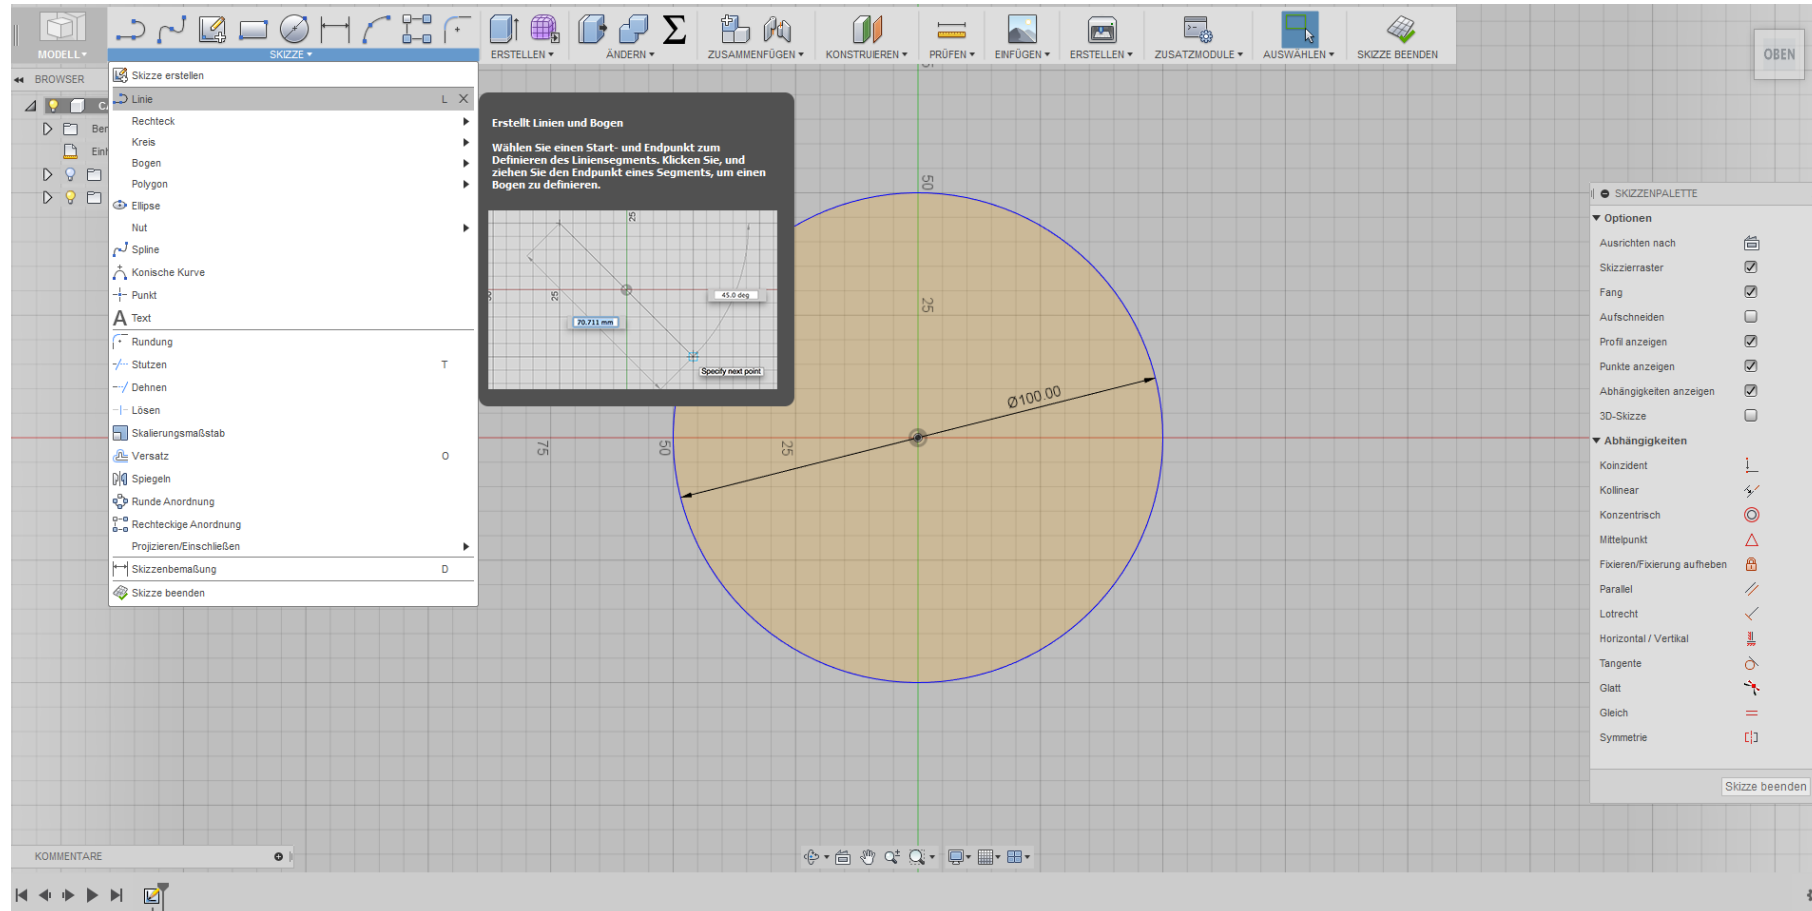 MODELL
SKIZZE
ERSTELLEN
ÄNDERN
ZUSAMMENFÜGEN
KONSTRUIEREN
PRÜFEN
EINFÜGEN
ERSTELLEN
ZUSATZMODULE
AUSWÄHLEN
SKIZZE BEENDEN
OBEN
BROWSER
Skizze erstellen
Linie L
Rechteck
Kreis
Bogen
Polygon
Ellipse
Nut
Spline
Konische Kurve
Punkt
Text
Rundung
Stutzen T
Dehnen
Lösen
Skalierungsmaßstab
Versatz O
Spiegeln
Runde Anordnung
Rechteckige Anordnung
Projizieren/Einschließen
Skizzenbemaßung D
Skizze beenden
Erstellt Linien und Bogen
Wählen Sie einen Start- und Endpunkt zum
Definieren des Liniensegments. Klicken Sie, und
ziehen Sie den Endpunkt eines Segments, um einen
Bogen zu definieren.
25
25
45.0 deg
70.711 mm
Specify next point
50
25
Ø100.00
75
50
25
SKIZZENPALETTE
Optionen
Ausrichten nach
Skizzierraster
Fang
Aufschneiden
Profil anzeigen
Punkte anzeigen
Abhängigkeiten anzeigen
3D-Skizze
Abhängigkeiten
Koinzident
Kollinear
Konzentrisch
Mittelpunkt
Fixieren/Fixierung aufheben
Parallel
Lotrecht
Horizontal / Vertikal
Tangente
Glatt
Gleich
Symmetrie
Skizze beenden
KOMMENTARE